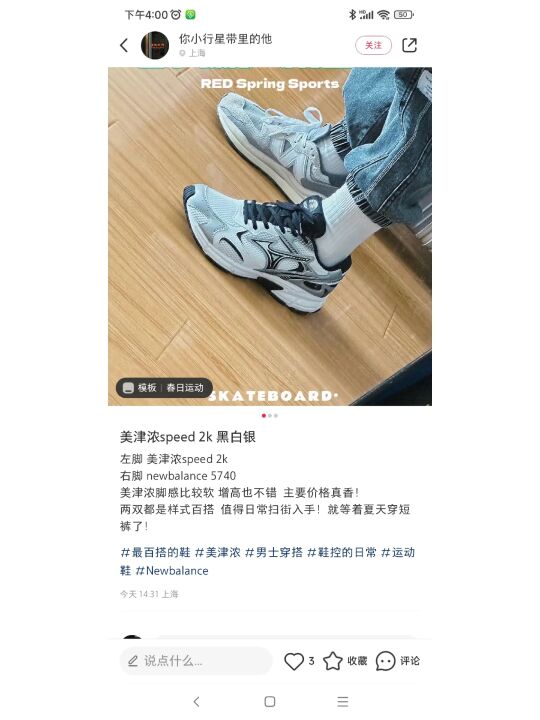 下午4:00
HD
50
你小行星带里的他
上海
关注
RED Spring Sports
模板 | 春日运动
SKATEBOARD
美津浓speed 2k 黑白银
左脚 美津浓speed 2k
右脚 newbalance 5740
美津浓脚感比较软 增高也不错 主要价格真香！
两双都是样式百搭 值得日常扫街入手！就等着夏天穿短
裤了！
#最百搭的鞋 #美津浓 #男士穿搭 #鞋控的日常 #运动
鞋 #Newbalance
今天 14:31 上海
说点什么...
3
收藏
评论